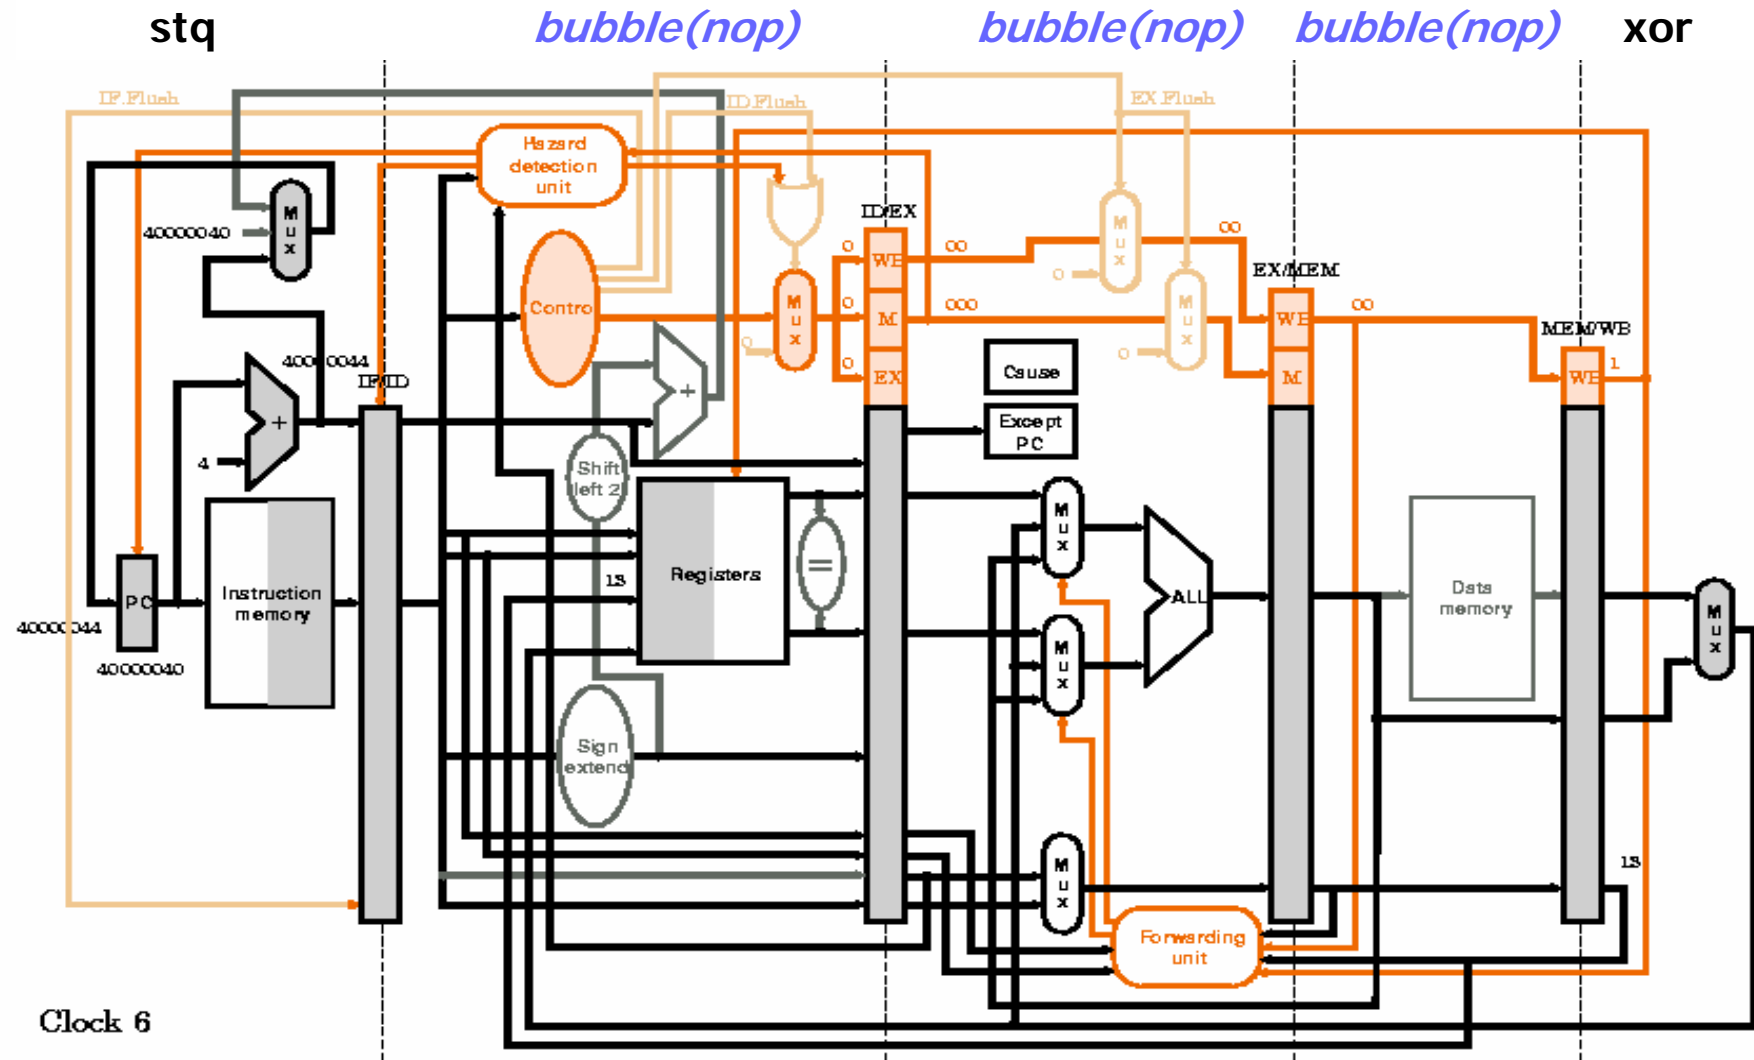 stq
bubble(nop)
bubble(nop)
bubble(nop)
xor
IF.Flush
ID.Flush
EX.Flush
Hazard
detection
unit
M
u
x
40000040
ID/EX
0
WB
00
M
u
x
00
0
EX/MEM
Contro
M
u
x
0
0
M
000
M
u
x
0
WB
00
MEM/WB
40000044
IF/ID
0
EX
Cause
M
WB
1
+
+
4
Except
PC
Shift
left 2
M
u
x
Registers
13
=
ALL
PC
Instruction
memory
Data
memory
40000044
40000040
M
u
x
M
u
x
Sign
extend
M
u
x
13
Forwarding
unit
Clock 6